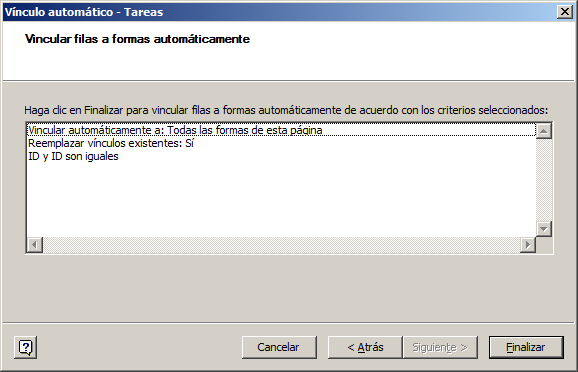 Vínculo automático - Tareas
Vincular filas a formas automáticamente
Haga clic en Finalizar para vincular filas a formas automáticamente de acuerdo con los criterios seleccionados:
Vincular automáticamente a: Todas las formas de esta página
Reemplazar vínculos existentes: Sí
ID y ID son iguales
Cancelar
< Atrás
Siguiente >
Finalizar